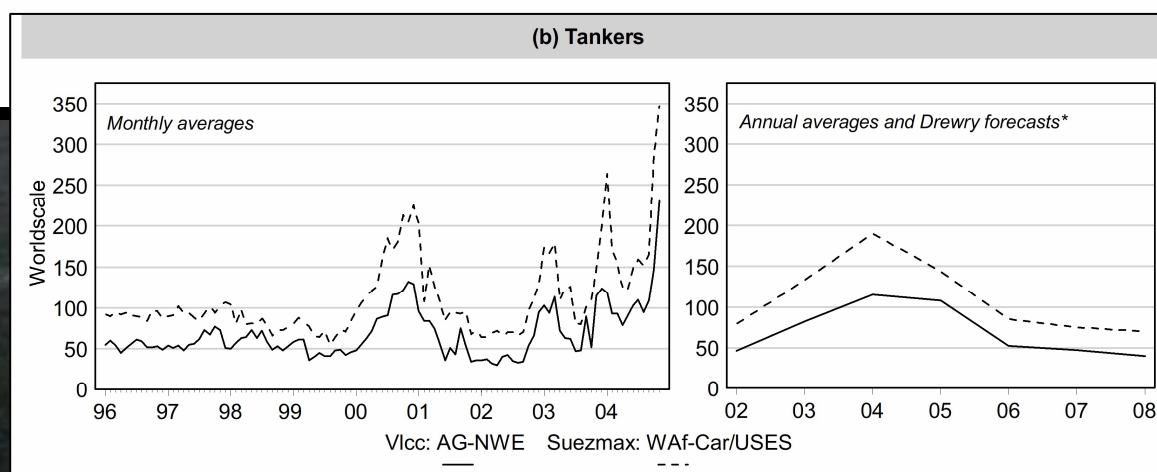 (b) Tankers
Monthly averages
Worldscale
350
300
250
200
150
100
50
0
96 97 98 99 00 01 02 03 04
Annual averages and Drewry forecasts*
350
300
250
200
150
100
50
0
02 03 04 05 06 07 08
Vlcc: AG-NWE Suezmax: WAf-Car/USES